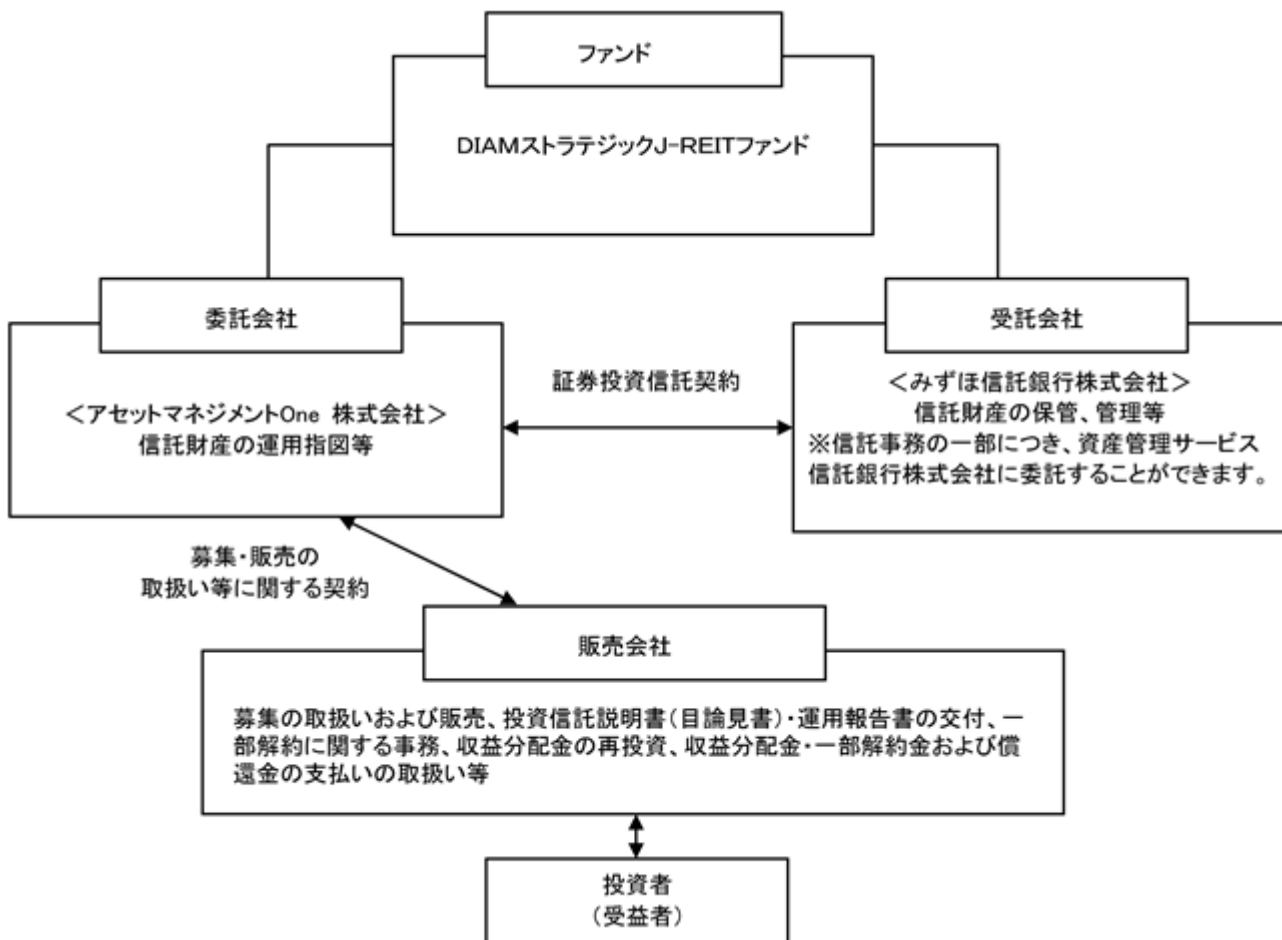 ファンド
DIAMストラテジックJ-REITファンド
委託会社
＜アセットマネジメントOne 株式会社＞
信託財産の運用指図等
証券投資信託契約
受託会社
＜みずほ信託銀行株式会社＞
信託財産の保管、管理等
※信託事務の一部につき、資産管理サービス
信託銀行株式会社に委託することができます。
募集・販売の
取扱い等に関する契約
販売会社
募集の取扱いおよび販売、投資信託説明書（目論見書）・運用報告書の交付、一
部解約に関する事務、収益分配金の再投資、収益分配金・一部解約金および償
還金の支払いの取扱い等
投資者
（受益者）